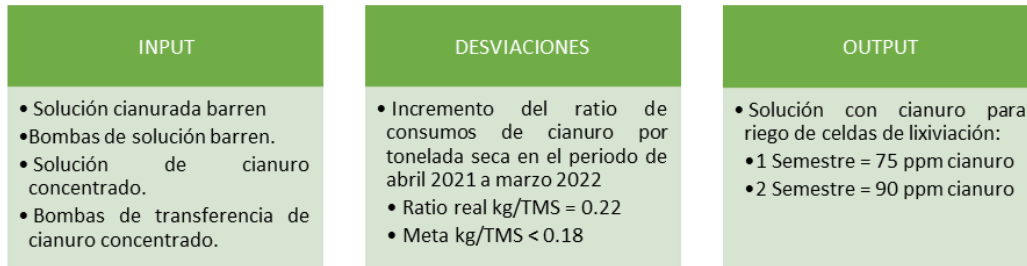 INPUT
• Solución cianurada barren
•Bombas de solución barren.
• Solución de cianuro
concentrado.
• Bombas de transferencia de
cianuro concentrado.
DESVIACIONES
• Incremento del ratio de
consumos de cianuro por
tonelada seca en el periodo de
abril 2021 a marzo 2022
• Ratio real kg/TMS = 0.22
• Meta kg/TMS < 0.18
OUTPUT
• Solución con cianuro para
riego de celdas de lixiviación:
•1 Semestre = 75 ppm cianuro
•2 Semestre = 90 ppm cianuro